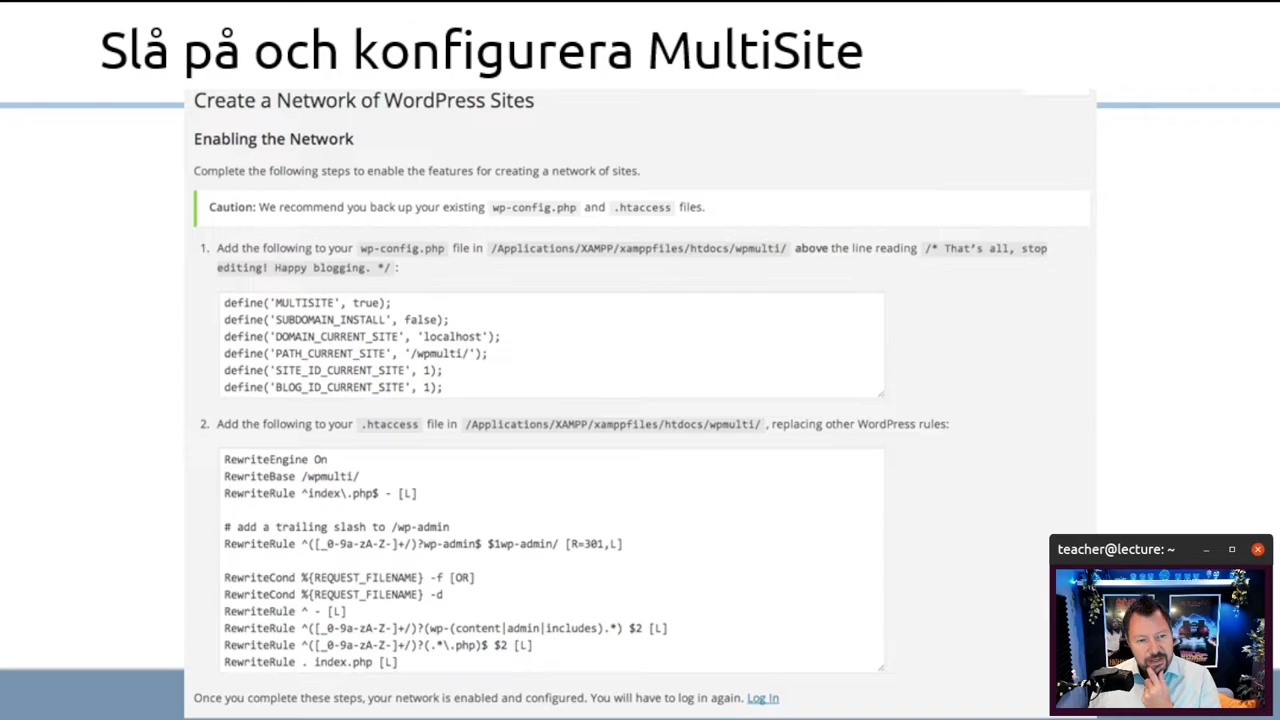 Slå på och konfigurera MultiSite
Create a Network of WordPress Sites
Enabling the Network
Complete the following steps to enable the features for creating a network of sites.
Caution: We recommend you back up your existing wp-config.php and .htaccess files.
1. Add the following to your wp-config.php file in /Applications/XAMPP/xamppfiles/htdocs/wpmulti/ above the line reading /* That's all, stop
editing! Happy blogging. */ :
define('MULTISITE', true);
define('SUBDOMAIN_INSTALL', false);
define('DOMAIN_CURRENT_SITE', 'localhost');
define('PATH_CURRENT_SITE', '/wpmulti/');
define('SITE_ID_CURRENT_SITE', 1);
define('BLOG_ID_CURRENT_SITE', 1);
2. Add the following to your .htaccess file in /Applications/XAMPP/xamppfiles/htdocs/wpmulti/ , replacing other WordPress rules:
RewriteEngine On
RewriteBase /wpmulti/
RewriteRule ^index\.php$ - [L]
# add a trailing slash to /wp-admin
RewriteRule ^([_0-9a-zA-Z-]+/)?wp-admin$ $1wp-admin/ [R=301,L]
RewriteCond %{REQUEST_FILENAME} -f [OR]
RewriteCond %{REQUEST_FILENAME} -d
RewriteRule ^ - [L]
RewriteRule ^([_0-9a-zA-Z-]+/)?(wp-(content|admin|includes).*) $2 [L]
RewriteRule ^([_0-9a-zA-Z-]+/)?(.*\.php)$ $2 [L]
RewriteRule . index.php [L]
Once you complete these steps, your network is enabled and configured. You will have to log in again. Log In
teacher@lecture: ~